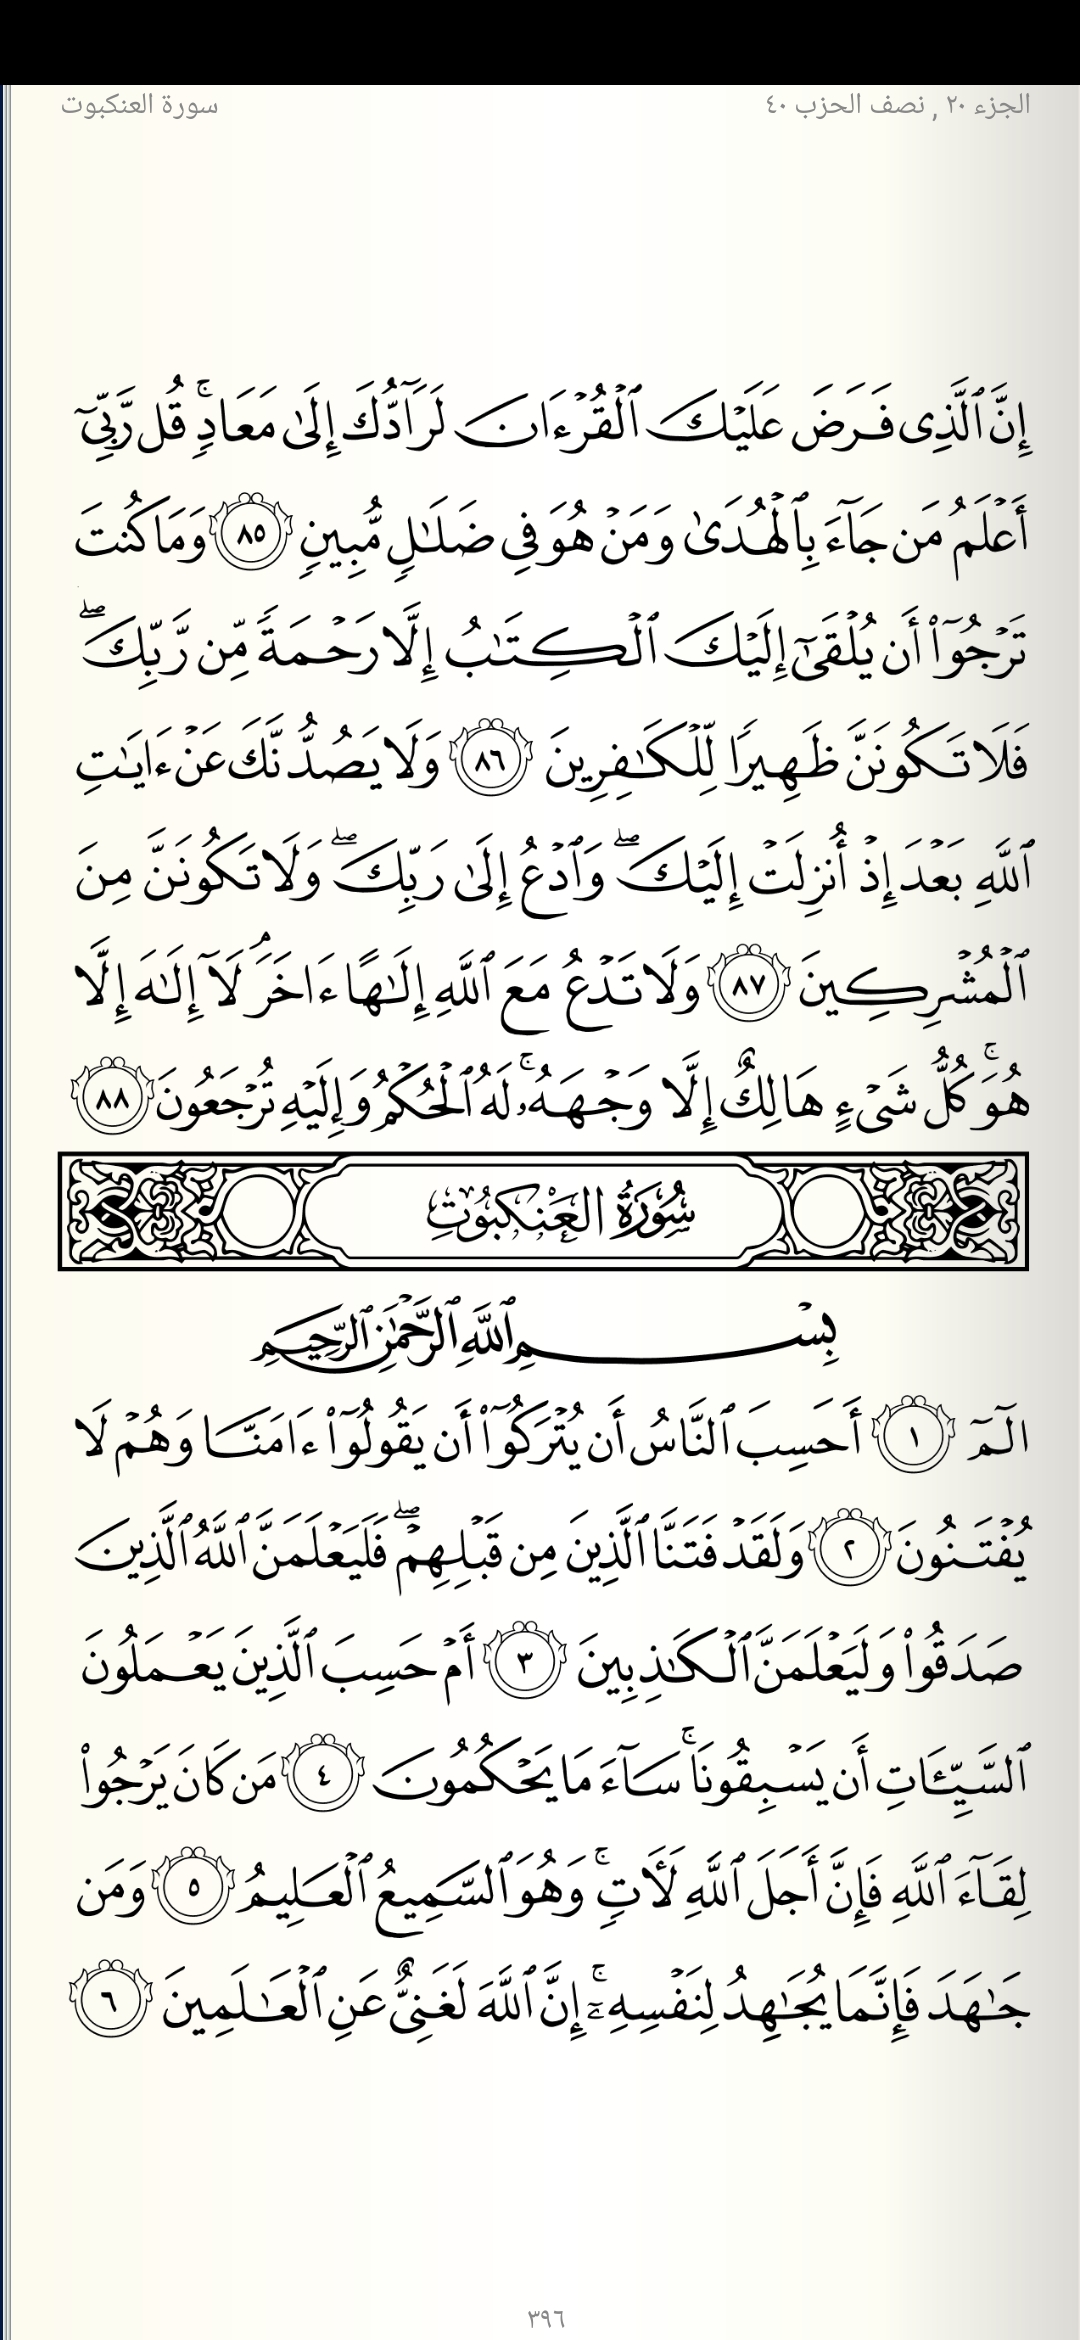 الجزء ٢٠ , نصف الحزب ٤٠
سورة العنكبوت
إِنَّ ٱلَّذِى فَرَضَ عَلَيْكَ ٱلْقُرْءَانَ لَرَآدُّكَ إِلَىٰ مَعَادٍۚ قُل رَّبِّىٓ
أَعْلَمُ مَن جَآءَ بِٱلْهُدَىٰ وَمَنْ هُوَ فِى ضَلَـٰلٍ مُّبِينٍ ٨٥ وَمَا كُنتَ
تَرْجُوٓا۟ أَن يُلْقَىٰٓ إِلَيْكَ ٱلْكِتَـٰبُ إِلَّا رَحْمَةً مِّن رَّبِّكَۖ
فَلَا تَكُونَنَّ ظَهِيرًا لِّلْكَـٰفِرِينَ ٨٦ وَلَا يَصُدُّنَّكَ عَنْ ءَايَـٰتِ
ٱللَّهِ بَعْدَ إِذْ أُنزِلَتْ إِلَيْكَۖ وَٱدْعُ إِلَىٰ رَبِّكَۖ وَلَا تَكُونَنَّ مِنَ
ٱلْمُشْرِكِينَ ٨٧ وَلَا تَدْعُ مَعَ ٱللَّهِ إِلَـٰهًا ءَاخَرَۘ لَآ إِلَـٰهَ إِلَّا
هُوَۚ كُلُّ شَىْءٍ هَالِكٌ إِلَّا وَجْهَهُۥۚ لَهُ ٱلْحُكْمُ وَإِلَيْهِ تُرْجَعُونَ ٨٨
سُورَةُ العَنْكَبُوتِ
بِسْمِ ٱللَّهِ ٱلرَّحْمَـٰنِ ٱلرَّحِيمِ
الٓمٓ ١ أَحَسِبَ ٱلنَّاسُ أَن يُتْرَكُوٓا۟ أَن يَقُولُوٓا۟ ءَامَنَّا وَهُمْ لَا
يُفْتَنُونَ ٢ وَلَقَدْ فَتَنَّا ٱلَّذِينَ مِن قَبْلِهِمْۖ فَلَيَعْلَمَنَّ ٱللَّهُ ٱلَّذِينَ
صَدَقُوا۟ وَلَيَعْلَمَنَّ ٱلْكَـٰذِبِينَ ٣ أَمْ حَسِبَ ٱلَّذِينَ يَعْمَلُونَ
ٱلسَّيِّـَٔاتِ أَن يَسْبِقُونَاۚ سَآءَ مَا يَحْكُمُونَ ٤ مَن كَانَ يَرْجُوا۟
لِقَآءَ ٱللَّهِ فَإِنَّ أَجَلَ ٱللَّهِ لَـَٔاتٍۚ وَهُوَ ٱلسَّمِيعُ ٱلْعَلِيمُ ٥ وَمَن
جَـٰهَدَ فَإِنَّمَا يُجَـٰهِدُ لِنَفْسِهِۦٓۚ إِنَّ ٱللَّهَ لَغَنِىٌّ عَنِ ٱلْعَـٰلَمِينَ ٦
٣٩٦